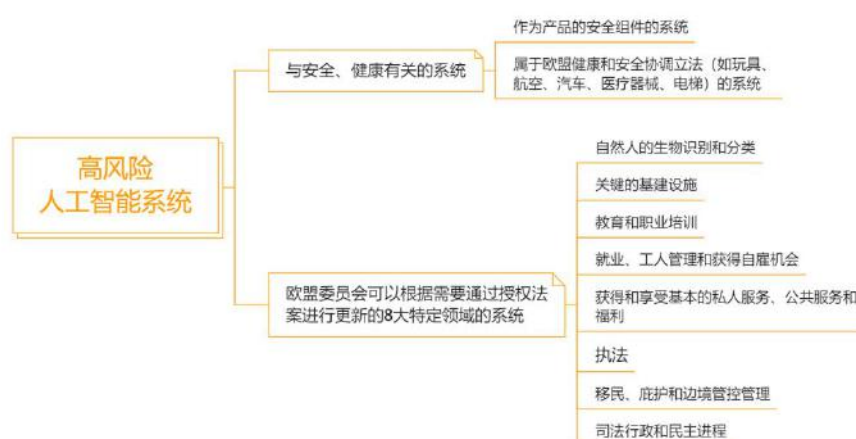 高风险
人工智能系统
与安全、健康有关的系统
作为产品的安全组件的系统
属于欧盟健康和安全协调立法（如玩具、
航空、汽车、医疗器械、电梯）的系统
欧盟委员会可以根据需要通过授权法
案进行更新的8大特定领域的系统
自然人的生物识别和分类
关键的基建设施
教育和职业培训
就业、工人管理和获得自雇机会
获得和享受基本的私人服务、公共服务和
福利
执法
移民、庇护和边境管控管理
司法行政和民主进程